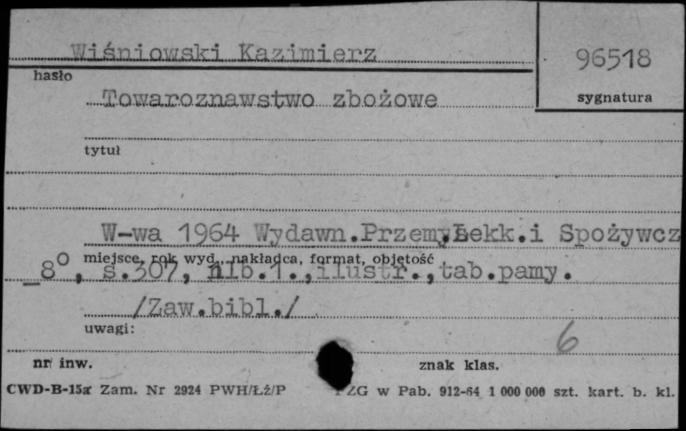 Wiśniowski Kazimierz
96518
hasło
sygnatura
Towaroznawstwo zbożowe
tytuł
W-wa 1964 Wydawn.Przem.Lekk.i Spożywcz
miejsce, rok wyd., nakładca, format, objętość
8°, s.307, nlb.1.,ilustr.,tab.pamy.
/Zaw.bibl./
uwagi:
6
nr inw.
znak klas.
CWD-B-15a Zam. Nr 2924 PWH/Łź/P ZG w Pab. 912-64 1 000 000 szt. kart. b. kl.